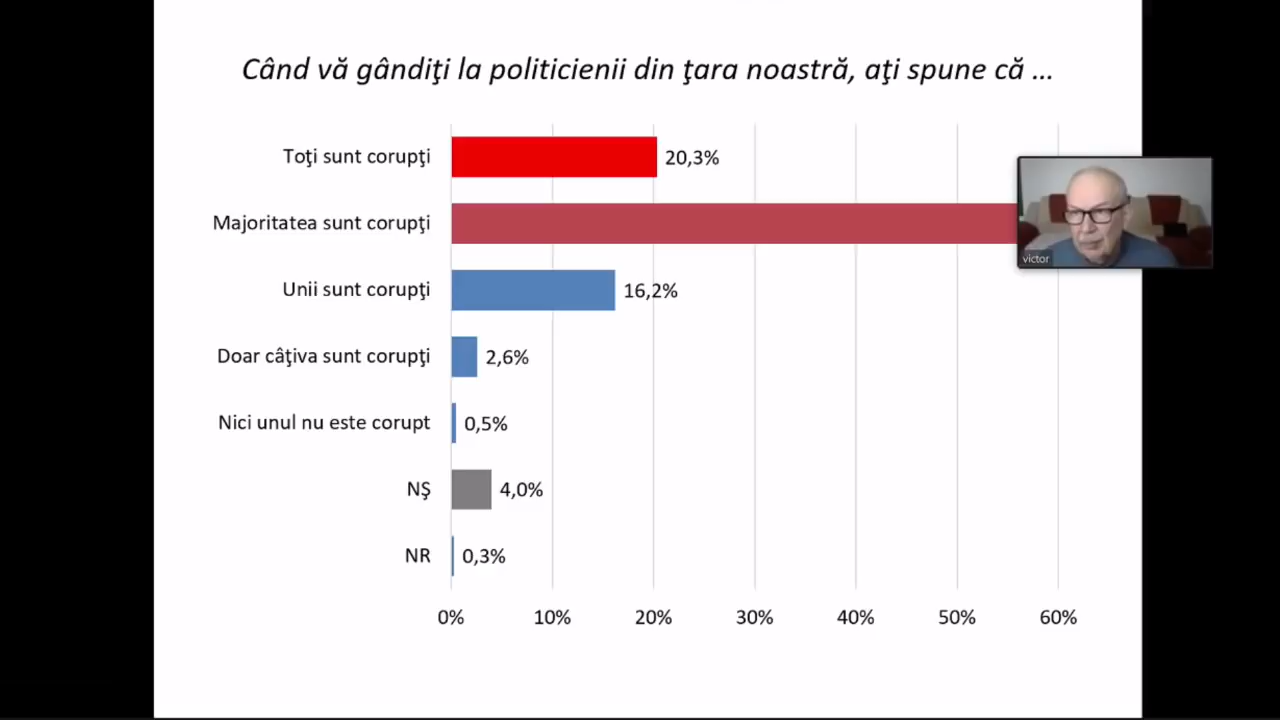 Când vă gândiţi la politicienii din ţara noastră, aţi spune că ...
Toţi sunt corupţi 20,3%
Majoritatea sunt corupţi
Unii sunt corupţi 16,2%
Doar câţiva sunt corupţi 2,6%
Nici unul nu este corupt 0,5%
NŞ 4,0%
NR 0,3%
0% 10% 20% 30% 40% 50% 60%
victor